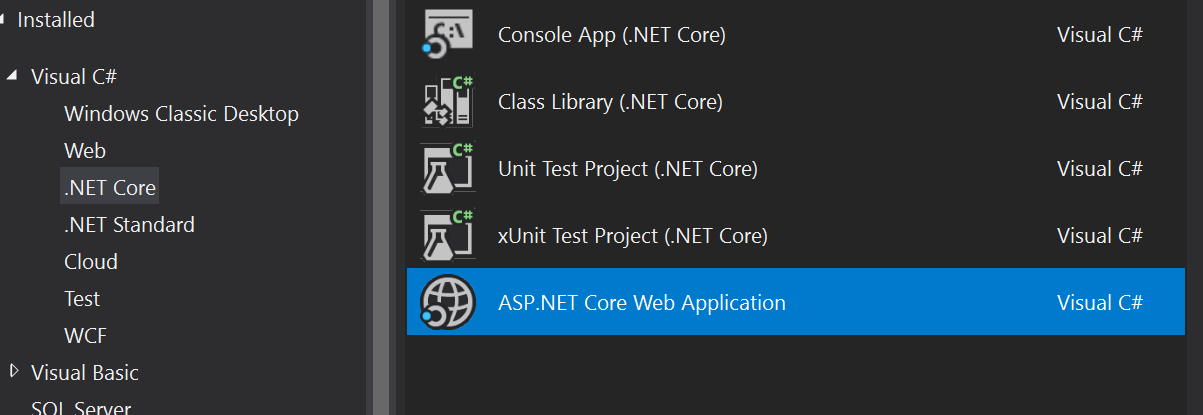 Installed
Visual C#
Windows Classic Desktop
Web
.NET Core
.NET Standard
Cloud
Test
WCF
Visual Basic
SQL Server
C:\
Console App (.NET Core) Visual C#
C#
Class Library (.NET Core) Visual C#
C#
Unit Test Project (.NET Core) Visual C#
C#
xUnit Test Project (.NET Core) Visual C#
ASP.NET Core Web Application Visual C#